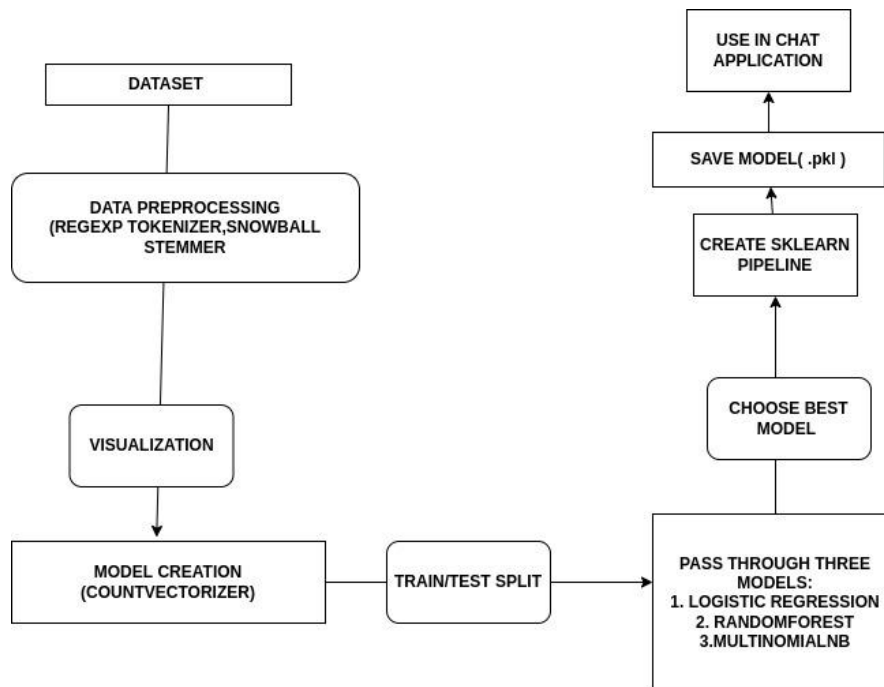 DATASET
DATA PREPROCESSING
(REGEXP TOKENIZER,SNOWBALL
STEMMER
VISUALIZATION
MODEL CREATION
(COUNTVECTORIZER)
TRAIN/TEST SPLIT
PASS THROUGH THREE
MODELS:
1. LOGISTIC REGRESSION
2. RANDOMFOREST
3.MULTINOMIALNB
CHOOSE BEST
MODEL
CREATE SKLEARN
PIPELINE
SAVE MODEL( .pkl )
USE IN CHAT
APPLICATION